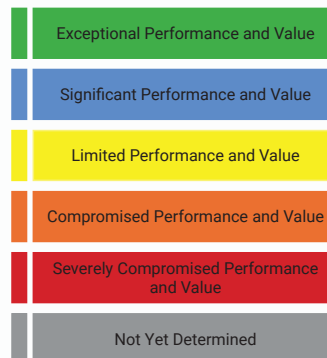 Exceptional Performance and Value
Significant Performance and Value
Limited Performance and Value
Compromised Performance and Value
Severely Compromised Performance
and Value
Not Yet Determined